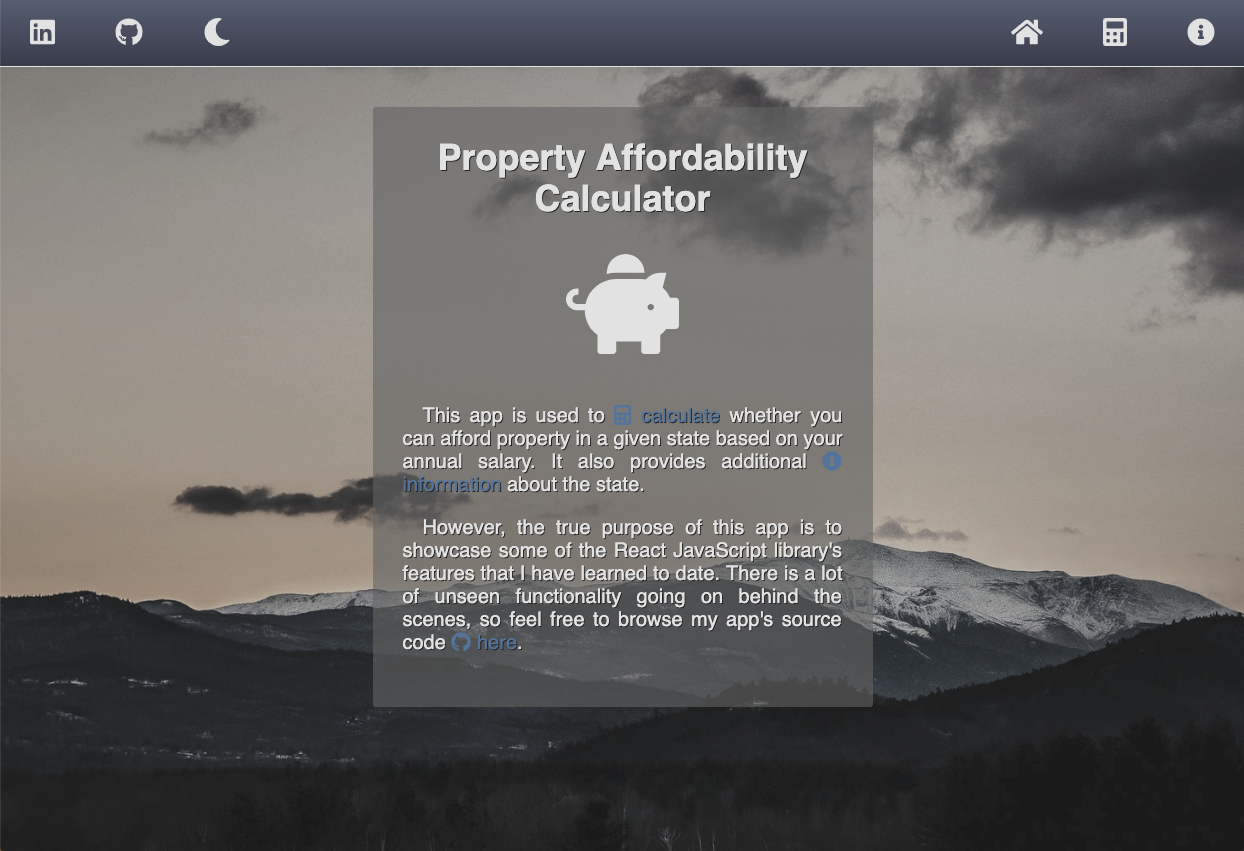 Property Affordability
Calculator
This app is used to calculate whether you
can afford property in a given state based on your
annual salary. It also provides additional
information about the state.
However, the true purpose of this app is to
showcase some of the React JavaScript library's
features that I have learned to date. There is a lot
of unseen functionality going on behind the
scenes, so feel free to browse my app's source
code here.